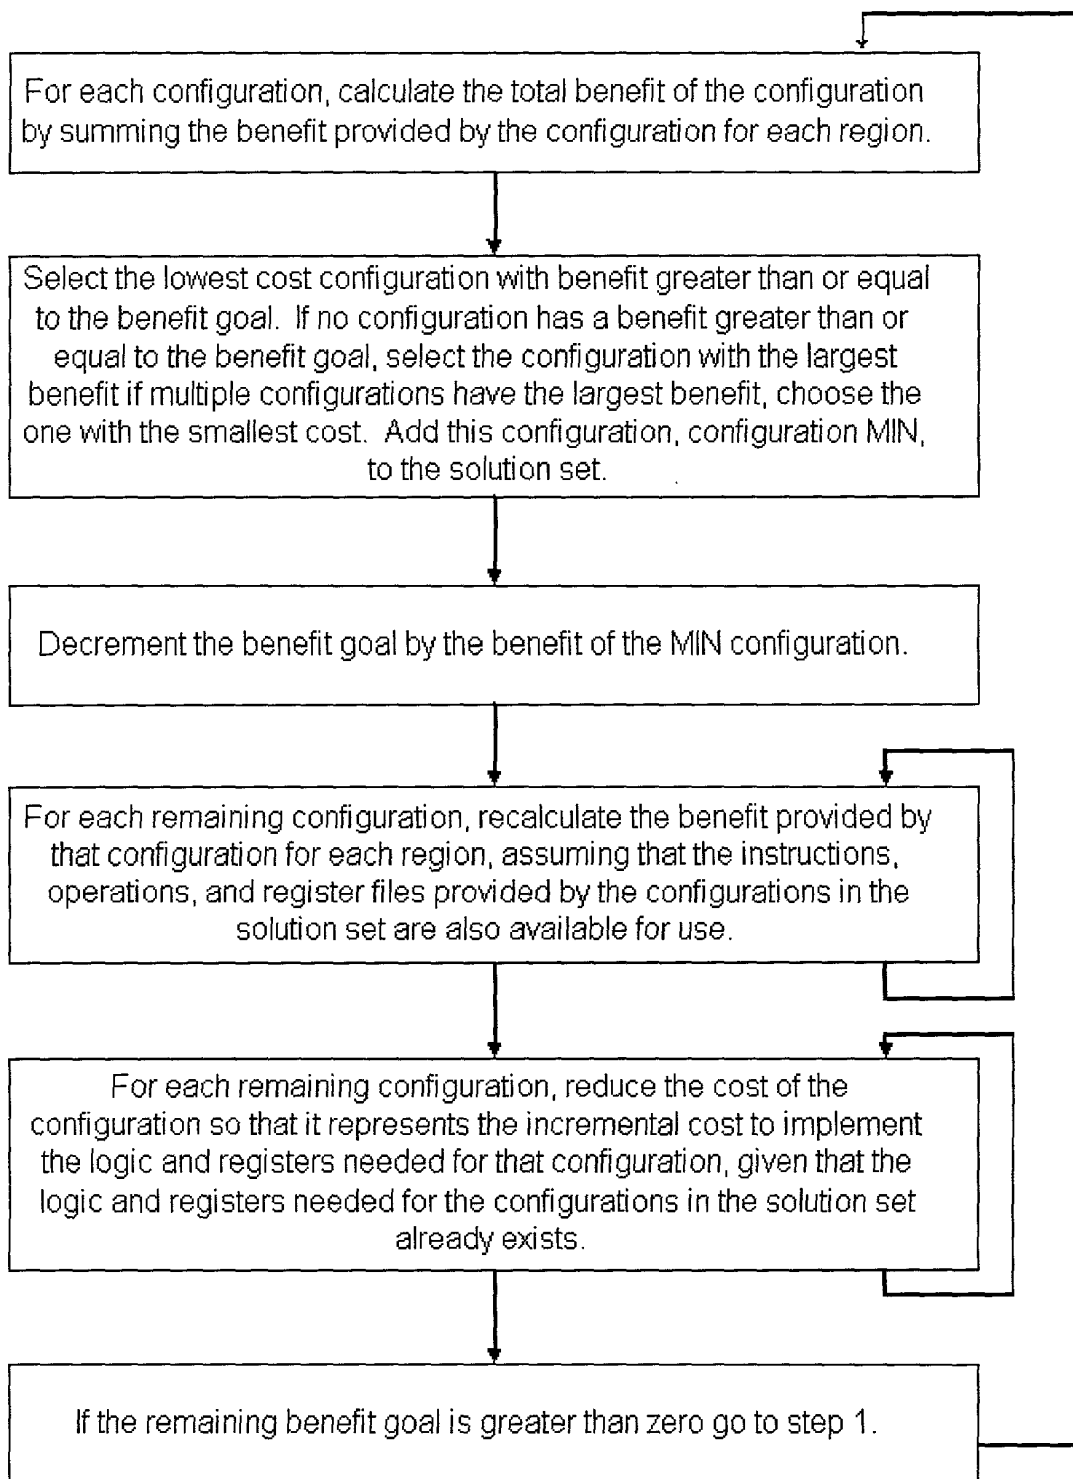 For each configuration, calculate the total benefit of the configuration
by summing the benefit provided by the configuration for each region.
Select the lowest cost configuration with benefit greater than or equal
to the benefit goal. If no configuration has a benefit greater than or
equal to the benefit goal, select the configuration with the largest
benefit if multiple configurations have the largest benefit, choose the
one with the smallest cost. Add this configuration, configuration MIN,
to the solution set.
Decrement the benefit goal by the benefit of the MIN configuration.
For each remaining configuration, recalculate the benefit provided by
that configuration for each region, assuming that the instructions,
operations, and register files provided by the configurations in the
solution set are also available for use.
For each remaining configuration, reduce the cost of the
configuration so that it represents the incremental cost to implement
the logic and registers needed for that configuration, given that the
logic and registers needed for the configurations in the solution set
already exists.
If the remaining benefit goal is greater than zero go to step 1.